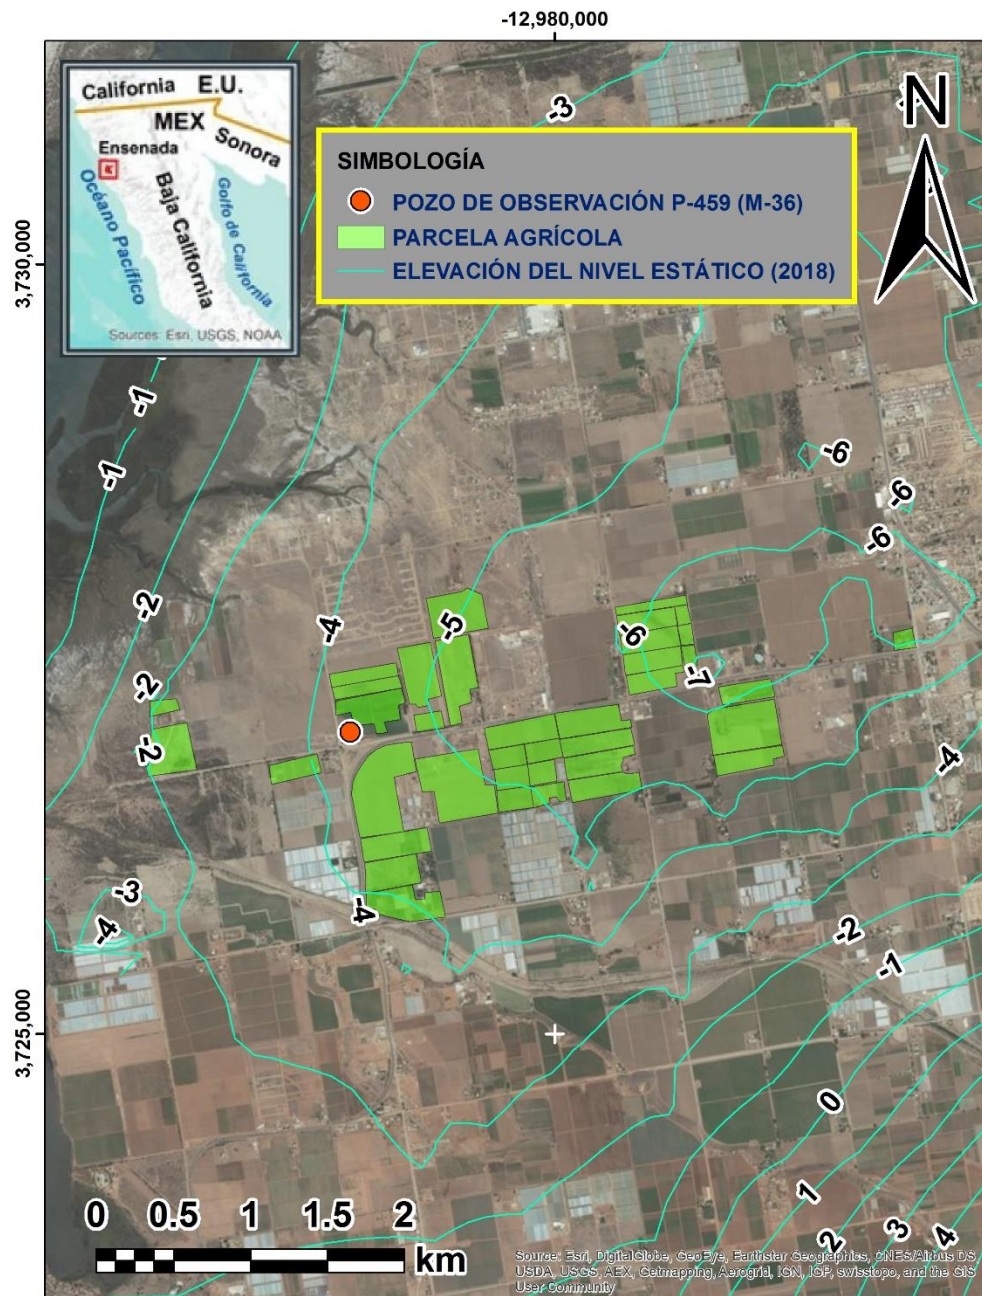 -12,980,000
California E.U.
MEX
Sonora
Ensenada
Océano Pacífico
Baja California
Golfo de California
Sources: Esri, USGS, NOAA
SIMBOLOGÍA
POZO DE OBSERVACIÓN P-459 (M-36)
PARCELA AGRÍCOLA
ELEVACIÓN DEL NIVEL ESTÁTICO (2018)
N
3,730,000
3,725,000
-3
-1
-1
-6
-6
-6
-2
-4
-5
-6
-2
-7
-2
-4
-3
-4
-4
-2
-1
0
1
2
3
4
0 0.5 1 1.5 2
km
Source: Esri, DigitalGlobe, GeoEye, Earthstar Geographics, CNES/Airbus DS,
USDA, USGS, AEX, Getmapping, Aerogrid, IGN, IGP, swisstopo, and the GIS
User Community